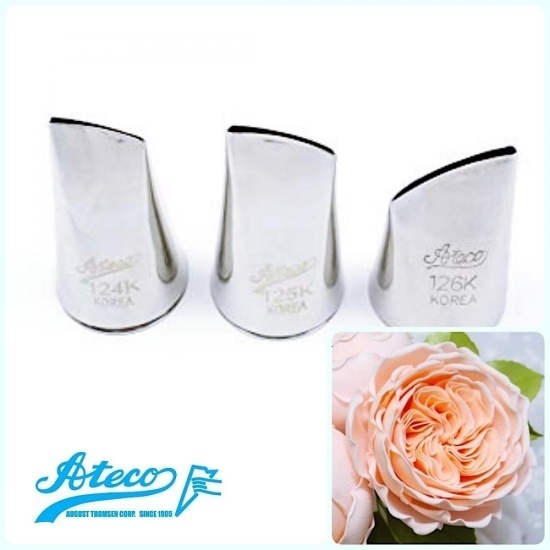 Ateco
124K
KOREA
Ateco
125K
KOREA
Ateco
126K
KOREA
Ateco
AUGUST THOMSEN CORP. SINCE 1905